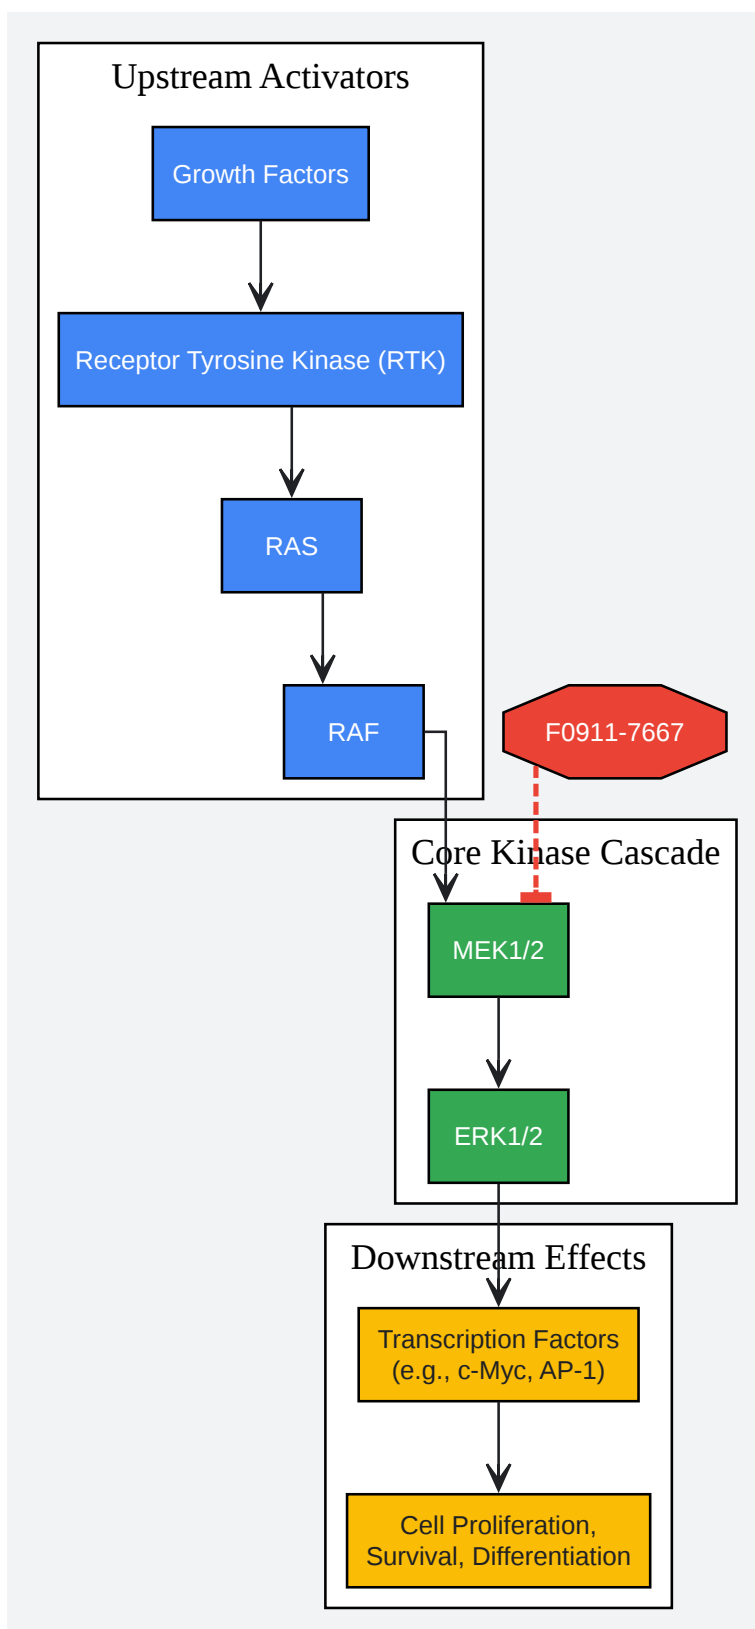 Upstream Activators
Growth Factors
Receptor Tyrosine Kinase (RTK)
RAS
RAF
F0911-7667
Core Kinase Cascade
MEK1/2
ERK1/2
Downstream Effects
Transcription Factors
(e.g., c-Myc, AP-1)
Cell Proliferation,
Survival, Differentiation